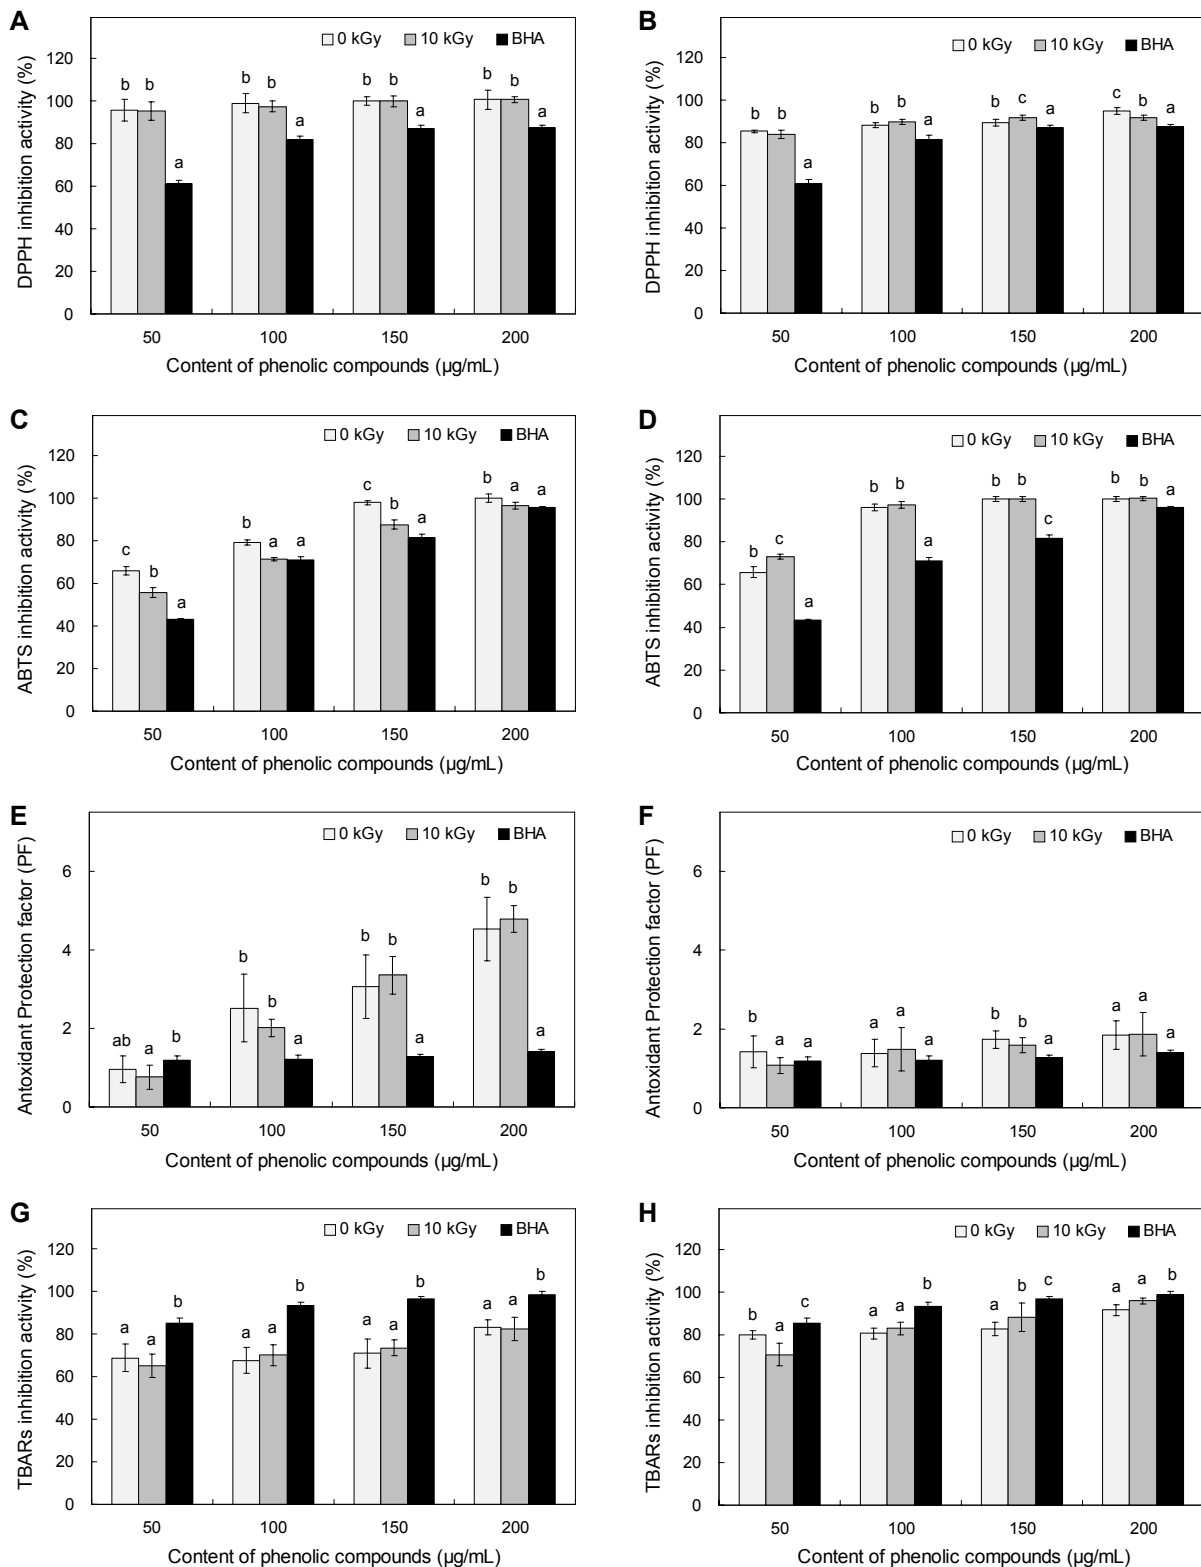 A
0 kGy 10 kGy BHA
DPPH inhibition activity (%)
120
100
80
60
40
20
0
b b a
b b a
b b a
b b a
50 100 150 200
Content of phenolic compounds (µg/mL)
B
0 kGy 10 kGy BHA
DPPH inhibition activity (%)
120
100
80
60
40
20
0
b b a
b b a
b c a
c b a
50 100 150 200
Content of phenolic compounds (µg/mL)
C
0 kGy 10 kGy BHA
ABTS inhibition activity (%)
120
100
80
60
40
20
0
c b a
b a a
c b a
b a a
50 100 150 200
Content of phenolic compounds (µg/mL)
D
0 kGy 10 kGy BHA
ABTS inhibition activity (%)
120
100
80
60
40
20
0
b c a
b b a
b b c
b b a
50 100 150 200
Content of phenolic compounds (µg/mL)
E
0 kGy 10 kGy BHA
Antoxidant Protection factor (PF)
6
4
2
0
ab a b
b b a
b b a
b b a
50 100 150 200
Content of phenolic compounds (µg/mL)
F
0 kGy 10 kGy BHA
Antoxidant Protection factor (PF)
6
4
2
0
b a a
a a a
b b a
a a a
50 100 150 200
Content of phenolic compounds (µg/mL)
G
0 kGy 10 kGy BHA
TBARs inhibition activity (%)
120
100
80
60
40
20
0
a a b
a a b
a a b
a a b
50 100 150 200
Content of phenolic compounds (µg/mL)
H
0 kGy 10 kGy BHA
TBARs inhibition activity (%)
120
100
80
60
40
20
0
b a c
a a b
a b c
a a b
50 100 150 200
Content of phenolic compounds (µg/mL)